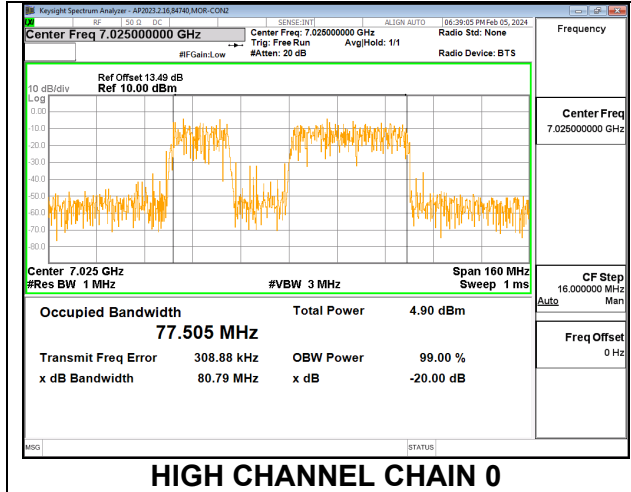 Keysight Spectrum Analyzer - AP2023.2.16,84740,MOR-CON2
RF 50 Ω DC SENSE:INT ALIGN AUTO 06:39:05 PM Feb 05, 2024
Center Freq 7.025000000 GHz
Center Freq: 7.025000000 GHz
Radio Std: None
Trig: Free Run Avg|Hold: 1/1
#IFGain:Low #Atten: 20 dB Radio Device: BTS
Frequency
Ref Offset 13.49 dB
10 dB/div Ref 10.00 dBm
Log
0.00
-10.0
-20.0
-30.0
-40.0
-50.0
-60.0
-70.0
-80.0
Center Freq
7.025000000 GHz
Center 7.025 GHz Span 160 MHz
#Res BW 1 MHz #VBW 3 MHz Sweep 1 ms
CF Step
16.000000 MHz
Auto Man
Freq Offset
0 Hz
Occupied Bandwidth Total Power 4.90 dBm
77.505 MHz
Transmit Freq Error 308.88 kHz OBW Power 99.00 %
x dB Bandwidth 80.79 MHz x dB -20.00 dB
MSG STATUS
HIGH CHANNEL CHAIN 0